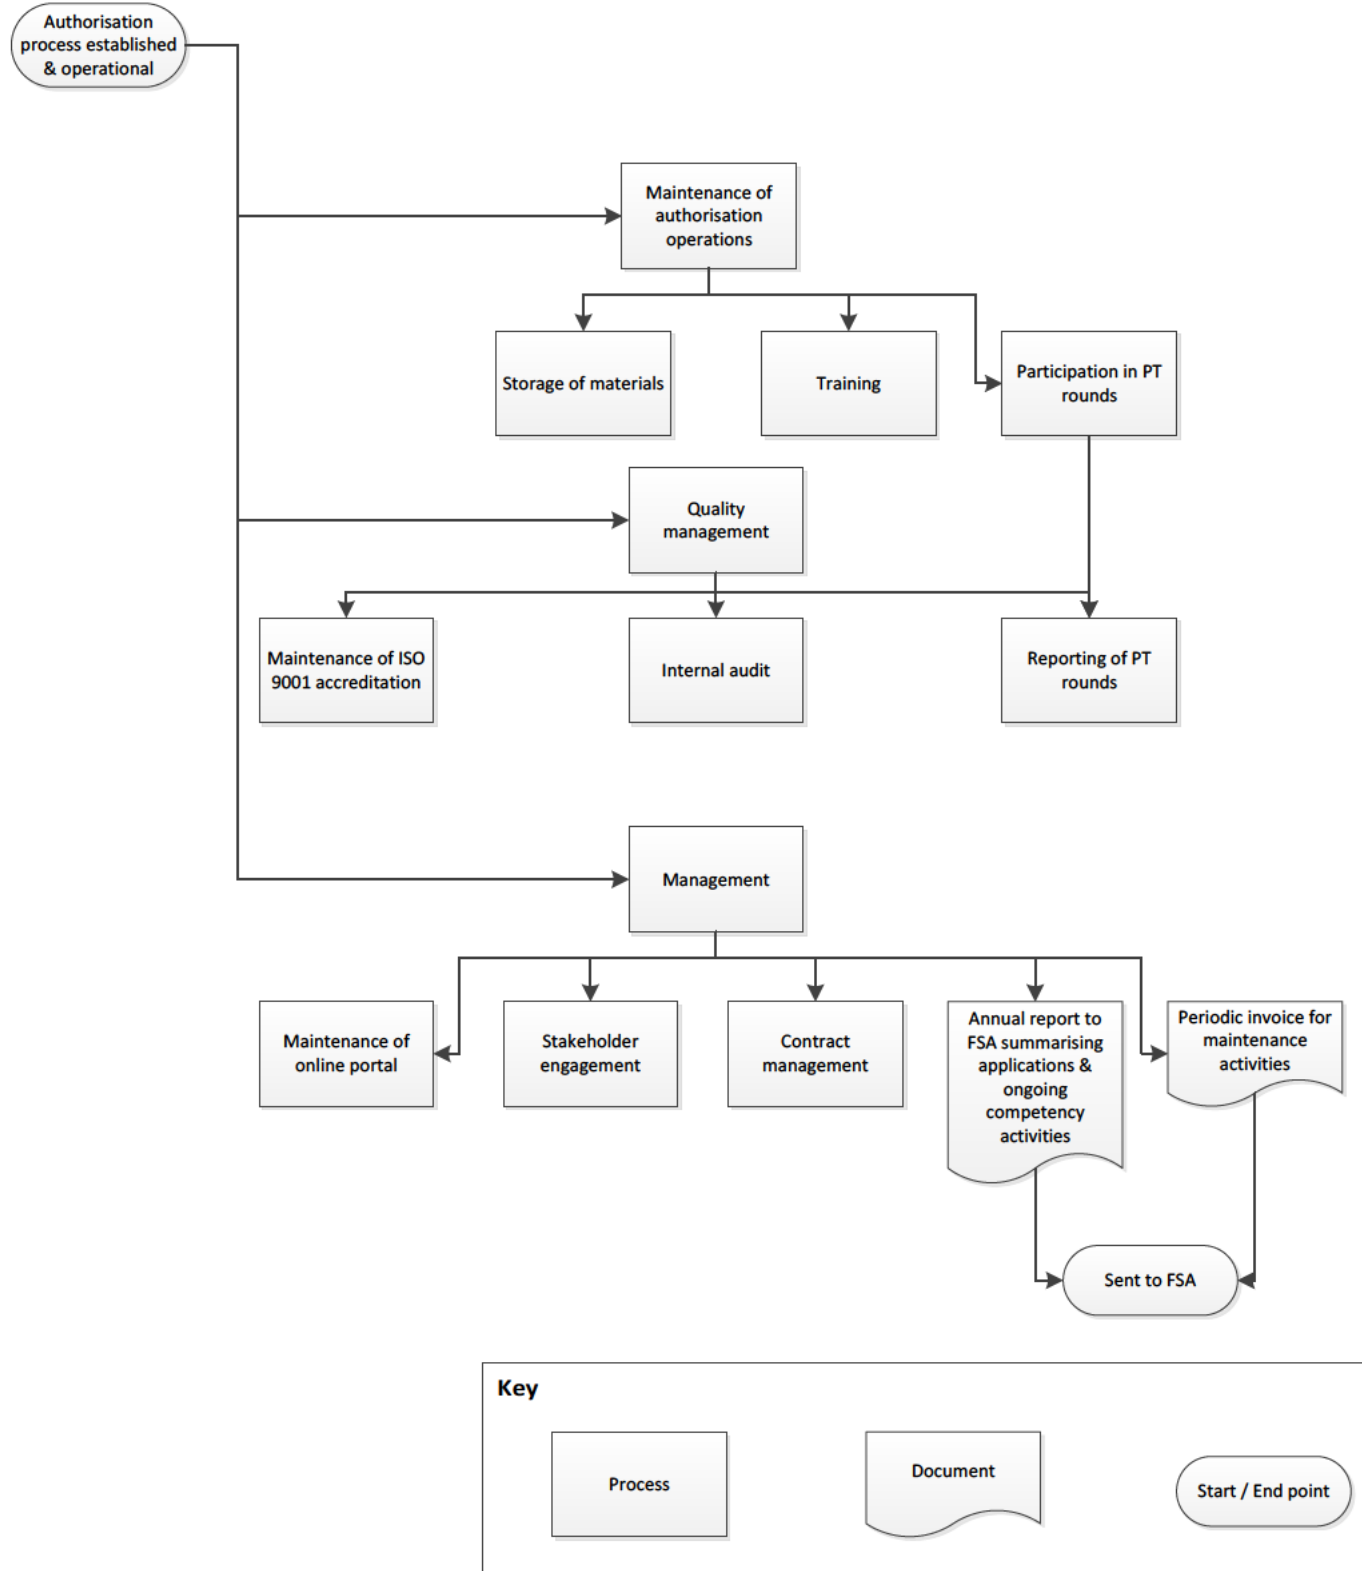 Authorisation
process established
& operational
Maintenance of
authorisation
operations
Storage of materials
Training
Participation in PT
rounds
Quality
management
Maintenance of ISO
9001 accreditation
Internal audit
Reporting of PT
rounds
Management
Maintenance of
online portal
Stakeholder
engagement
Contract
management
Annual report to
FSA summarising
applications &
ongoing
competency
activities
Periodic invoice for
maintenance
activities
Sent to FSA
Key
Process
Document
Start / End point